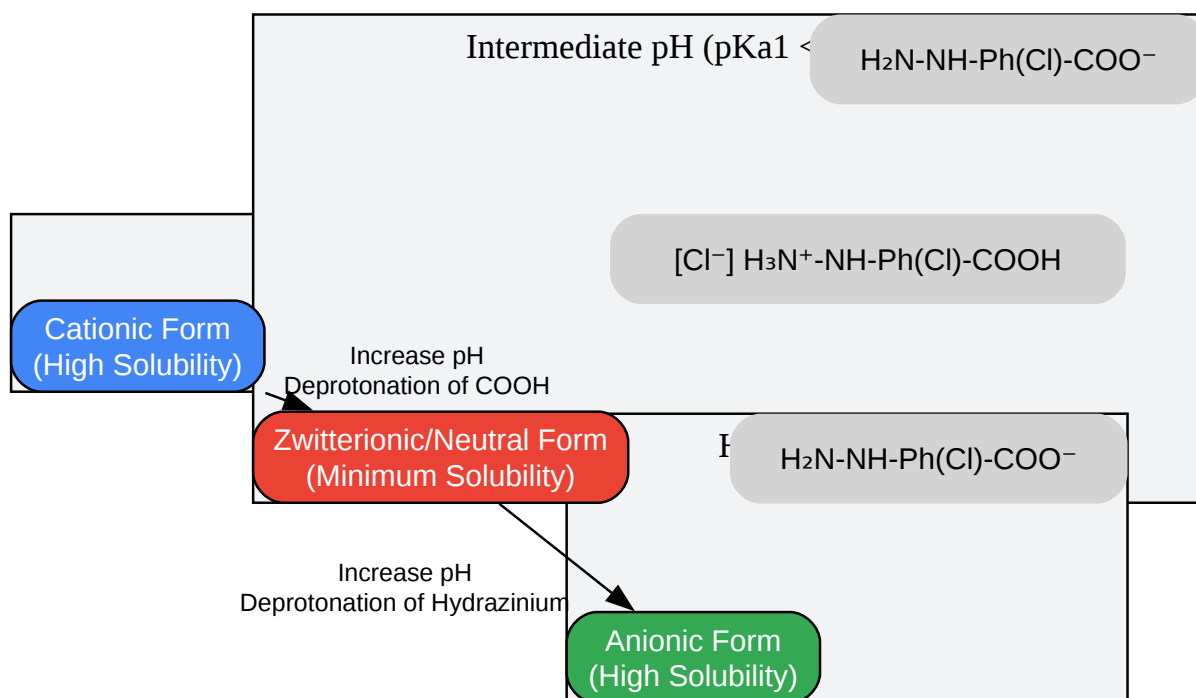 Intermediate pH (pKa1 <
H₂N-NH-Ph(Cl)-COO⁻
[Cl⁻] H₃N⁺-NH-Ph(Cl)-COOH
Cationic Form
(High Solubility)
Increase pH
Deprotonation of COOH
Zwitterionic/Neutral Form
(Minimum Solubility)
H₂N-NH-Ph(Cl)-COO⁻
Increase pH
Deprotonation of Hydrazinium
Anionic Form
(High Solubility)